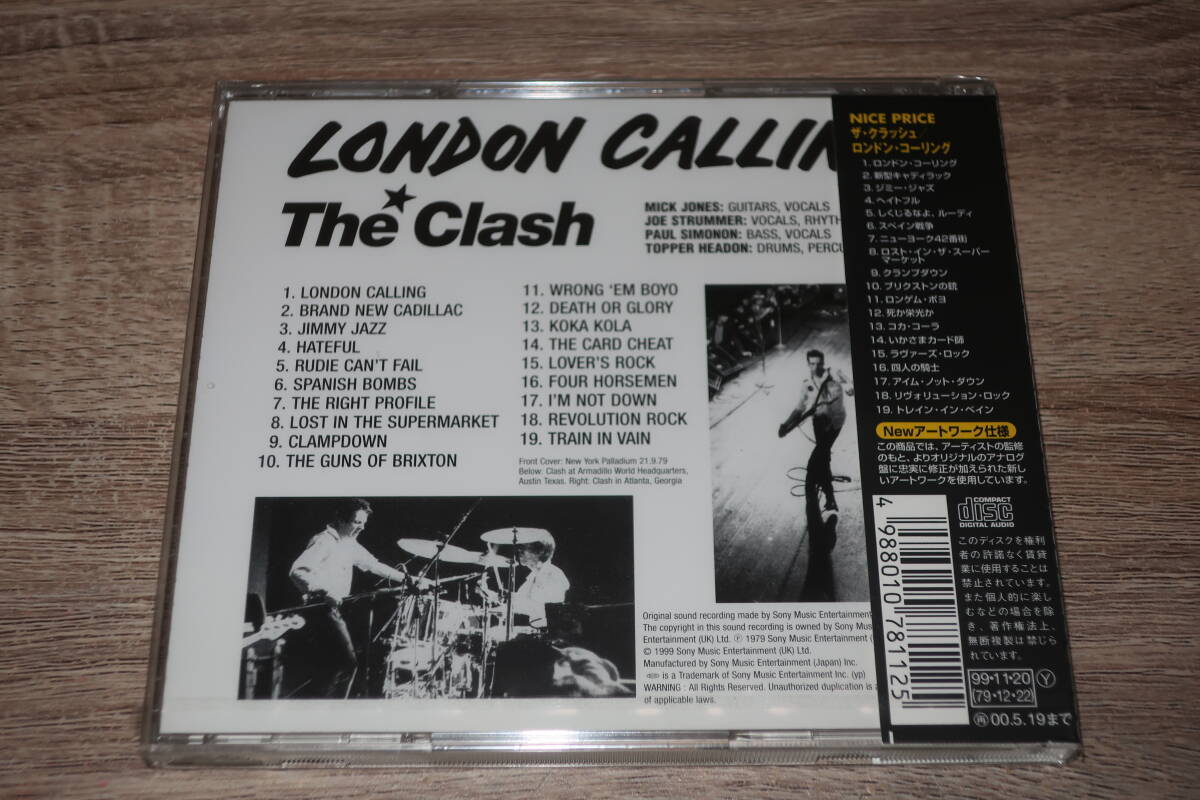 LONDON CALLIN
The Clash
MICK JONES: GUITARS, VOCALS
JOE STRUMMER: VOCALS, RHYTH
PAUL SIMONON: BASS, VOCALS
TOPPER HEADON: DRUMS, PERCU
1. LONDON CALLING
2. BRAND NEW CADILLAC
3. JIMMY JAZZ
4. HATEFUL
5. RUDIE CAN'T FAIL
6. SPANISH BOMBS
7. THE RIGHT PROFILE
8. LOST IN THE SUPERMARKET
9. CLAMPDOWN
10. THE GUNS OF BRIXTON
11. WRONG 'EM BOYO
12. DEATH OR GLORY
13. KOKA KOLA
14. THE CARD CHEAT
15. LOVER'S ROCK
16. FOUR HORSEMEN
17. I'M NOT DOWN
18. REVOLUTION ROCK
19. TRAIN IN VAIN
Front Cover: New York Palladium 21.9.79
Below: Clash at Armadillo World Headquarters,
Austin Texas. Right: Clash in Atlanta, Georgia
Original sound recording made by Sony Music Entertainment
The copyright in this sound recording is owned by Sony Mus
Entertainment (UK) Ltd. ℗ 1979 Sony Music Entertainment (
© 1999 Sony Music Entertainment (UK) Ltd.
Manufactured by Sony Music Entertainment (Japan) Inc.
is a Trademark of Sony Music Entertainment Inc. (yp)
WARNING : All Rights Reserved. Unauthorized duplication is a
of applicable laws.
NICE PRICE
ザ・クラッシュ/
ロンドン・コーリング
1. ロンドン・コーリング
2. 新型キャディラック
3. ジミー・ジャズ
4. ヘイトフル
5. しくじるなよ、ルーディ
6. スペイン戦争
7. ニューヨーク42番街
8. ロスト・イン・ザ・スーパー
マーケット
9. クランプダウン
10. ブリクストンの銃
11. ロンゲム・ボヨ
12. 死か栄光か
13. コカ・コーラ
14. いかさまカード師
15. ラヴァーズ・ロック
16. 四人の騎士
17. アイム・ノット・ダウン
18. リヴォリューション・ロック
19. トレイン・イン・ベイン
Newアートワーク仕様
この商品では、アーティストの監修
のもと、よりオリジナルのアナログ
盤に忠実に修正が加えられた新し
いアートワークを使用しています。
COMPACT
disc
DIGITAL AUDIO
このディスクを権利
者の許諾なく賃貸
業に使用することは
禁止されています。
また個人的に楽し
むなどの場合を除
き、著作権法上、
無断複製は禁じら
れています。
4 988010 781125
99・11・20 Y
(79・12・22)
再 00.5.19まで